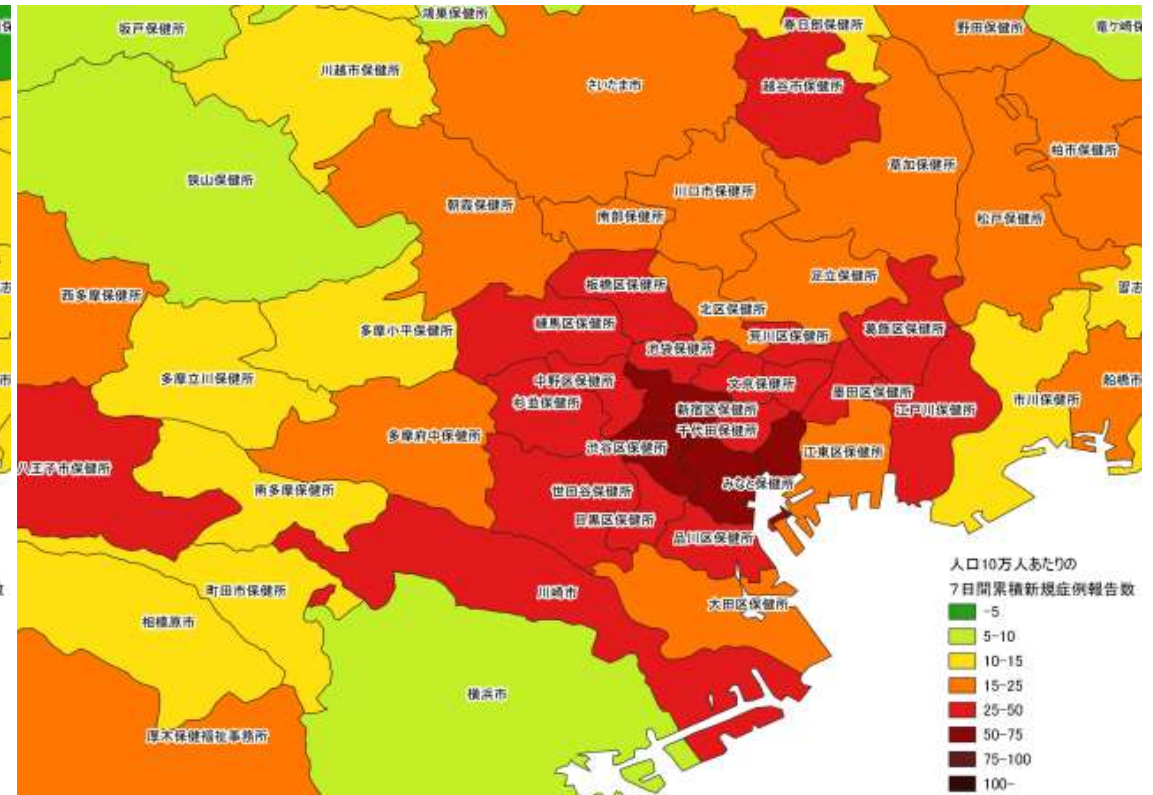 鴻巣保健所
坂戸保健所
春日部保健所
野田保健所
川越市保健所
さいたま市
越谷市保健所
柏市保健所
草加保健所
狭山保健所
川口市保健所
朝霞保健所
南部保健所
松戸保健所
足立保健所
板橋区保健所
西多摩保健所
北区保健所
練馬区保健所
多摩小平保健所
荒川区保健所
葛飾区保健所
池袋保健所
多摩立川保健所
中野区保健所
文京保健所
船橋市
墨田区保健所
杉並保健所
市川保健所
新宿区保健所
江戸川保健所
千代田保健所
多摩府中保健所
渋谷区保健所
江東区保健所
八王子市保健所
みなと保健所
南多摩保健所
世田谷保健所
目黒区保健所
品川区保健所
人口10万人あたりの
7日間累積新規症例報告数
町田市保健所
川崎市
大田区保健所
相模原市
横浜市
厚木保健福祉事務所
-5
5-10
10-15
15-25
25-50
50-75
75-100
100-